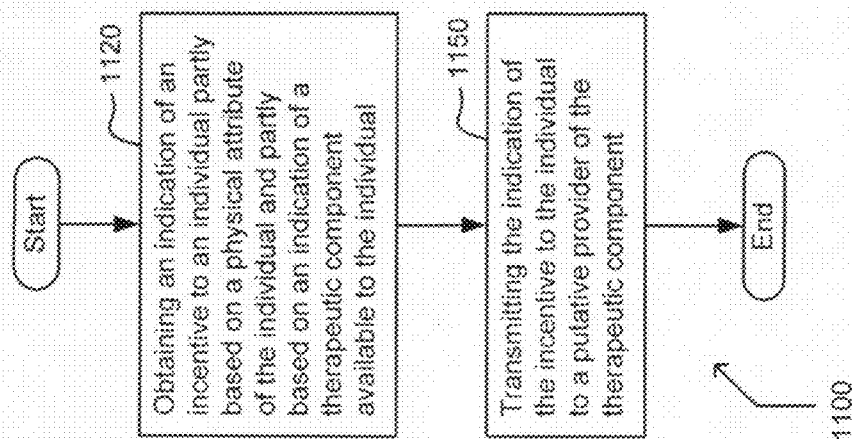 Start
1120
Obtaining an indication of an
incentive to an individual partly
based on a physical attribute
of the individual and partly
based on an indication of a
therapeutic component
available to the individual
1150
Transmitting the indication of
the incentive to the individual
to a putative provider of the
therapeutic component
End
1100